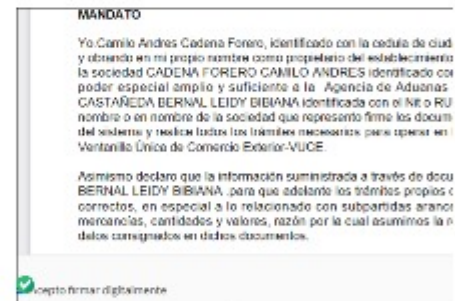 MANDATO
Yo.Camilo Andres Cadena Forero, identificado con la cedula de ciud
y obrando en mi propio nombre como propietario del establecimiento
la sociedad CADENA FORERO CAMILO ANDRES identificado con
poder especial amplio y suficiente a la Agencia de Aduanas
CASTAÑEDA BERNAL LEIDY BIBIANA identificada con el Nit o RU
nombre o en nombre de la sociedad que represento firme los docum
del sistema y realice todos los trámites necesarios para operar en l
Ventanilla Única de Comercio Exterior-VUCE.
Asimismo declaro que la información suministrada a través de docu
BERNAL LEIDY BIBIANA .para que adelante los trámites propios d
correctos, en especial a lo relacionado con subpartidas arance
mercancías, cantidades y valores, razón por la cual asumimos la r
datos consignados en dichos documentos.
cepto firmar digitalmente